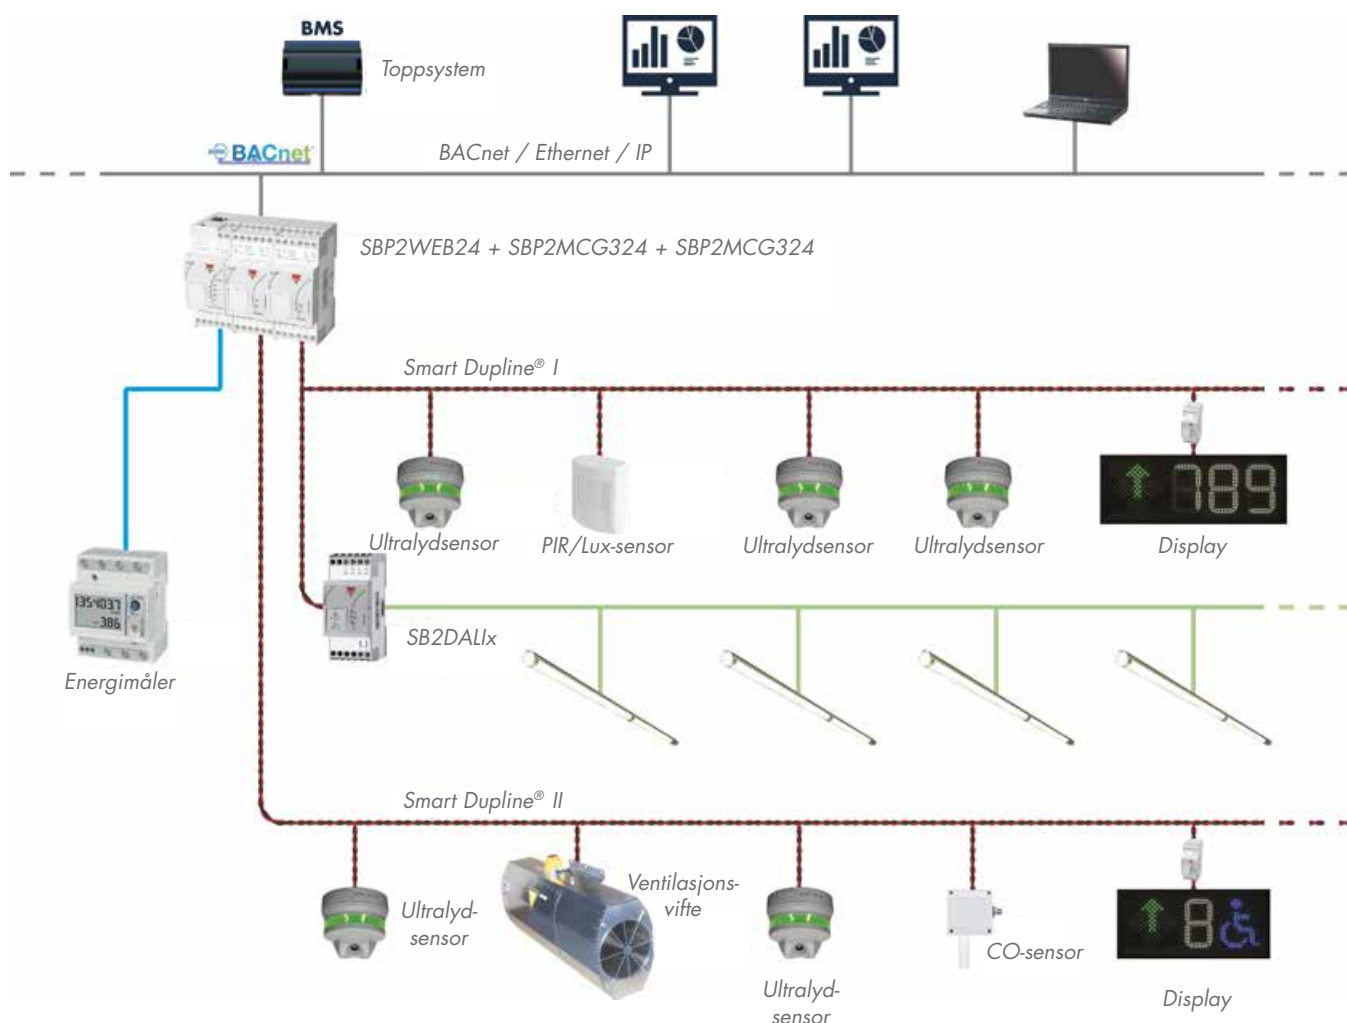 BMS
Toppsystem
BACnet
BACnet / Ethernet / IP
SBP2WEB24 + SBP2MCG324 + SBP2MCG324
Smart Dupline® I
Ultralydsensor
PIR/Lux-sensor
Ultralydsensor
Ultralydsensor
789
Display
1354037
386
Energimåler
SB2DALIx
Smart Dupline® II
Ultralyd-
sensor
Ventilasjons-
vifte
Ultralyd-
sensor
CO-sensor
8
Display